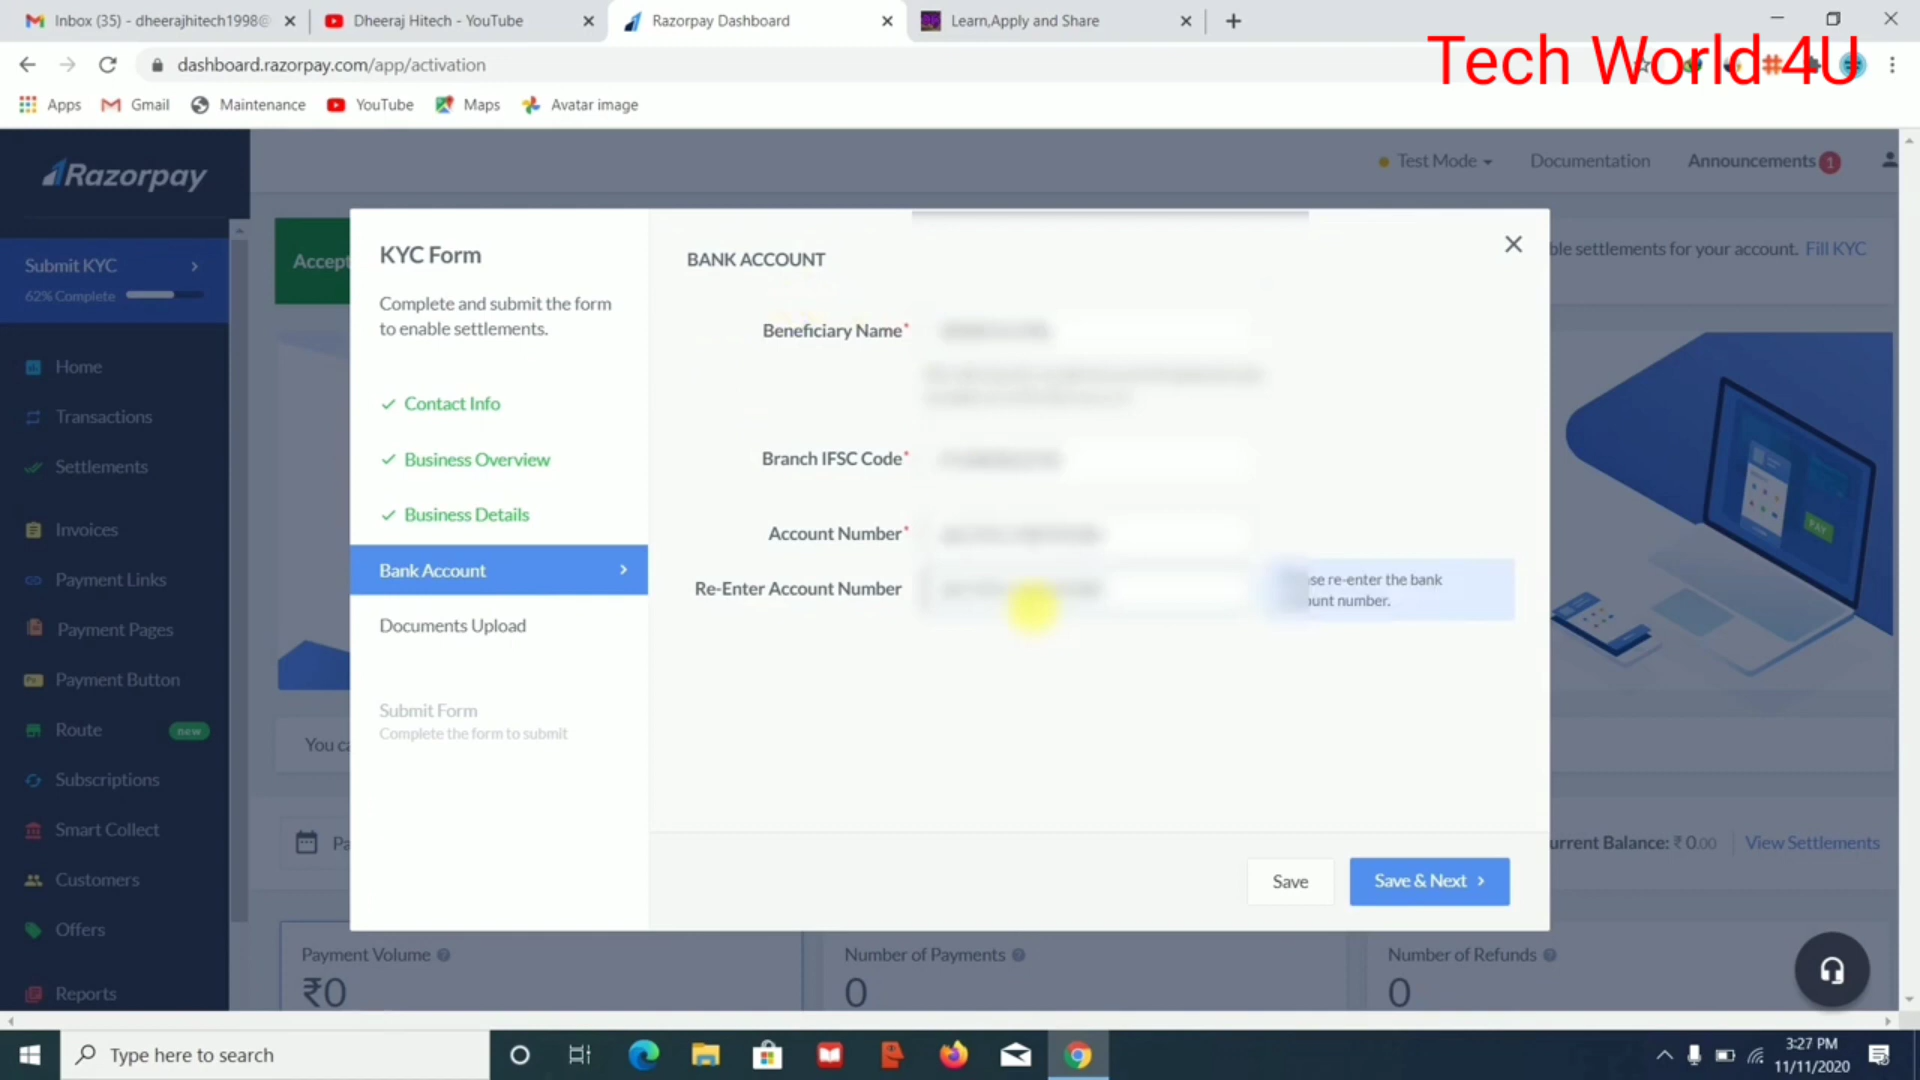 Inbox (35) - dheerajhitech1998@
Dheeraj Hitech - YouTube
Razorpay Dashboard
Learn,Apply and Share
dashboard.razorpay.com/app/activation
Tech World 4U
Apps
Gmail
Maintenance
YouTube
Maps
Avatar image
Razorpay
Test Mode
Documentation
Announcements 1
Submit KYC
62% Complete
Accept
ble settlements for your account. Fill KYC
Home
Transactions
Settlements
Invoices
Payment Links
Payment Pages
Payment Button
Route new
Subscriptions
Smart Collect
Customers
Offers
Reports
KYC Form
Complete and submit the form
to enable settlements.
Contact Info
Business Overview
Business Details
Bank Account
Documents Upload
Submit Form
Complete the form to submit
BANK ACCOUNT
Beneficiary Name*
Branch IFSC Code*
Account Number*
Re-Enter Account Number
se re-enter the bank
unt number.
Save
Save & Next
PAY
You ca
Pa
urrent Balance: ₹ 0.00
View Settlements
Payment Volume
₹0
Number of Payments
0
Number of Refunds
0
Type here to search
3:27 PM
11/11/2020